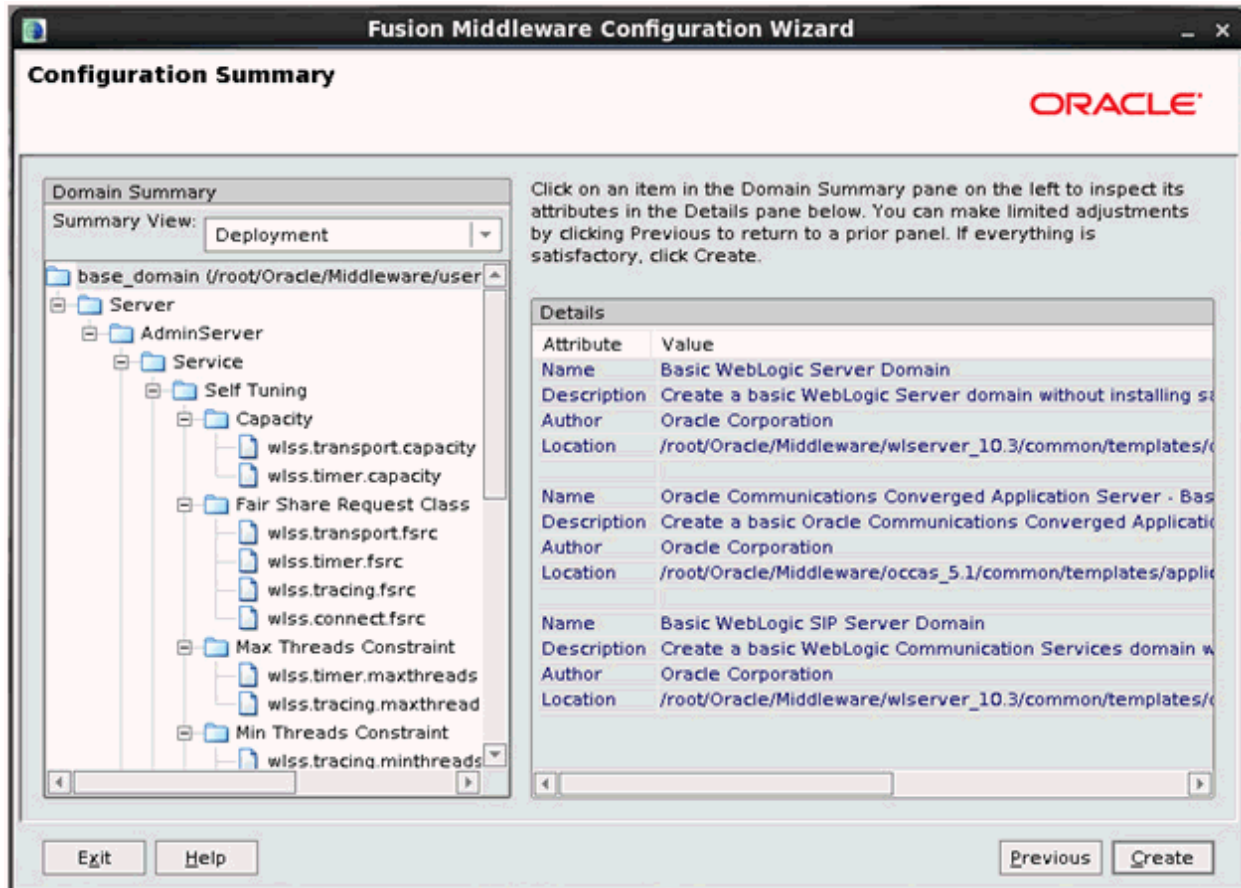 Fusion Middleware Configuration Wizard
Configuration Summary
ORACLE
Domain Summary
Summary View:
Deployment
base_domain (/root/Oracle/Middleware/user
Server
AdminServer
Service
Self Tuning
Capacity
wlss.transport.capacity
wlss.timer.capacity
Fair Share Request Class
wlss.transport.fsrc
wlss.timer.fsrc
wlss.tracing.fsrc
wlss.connect.fsrc
Max Threads Constraint
wlss.timer.maxthreads
wlss.tracing.maxthread
Min Threads Constraint
wlss.tracing.minthreads
Click on an item in the Domain Summary pane on the left to inspect its
attributes in the Details pane below. You can make limited adjustments
by clicking Previous to return to a prior panel. If everything is
satisfactory, click Create.
Details
Attribute Value
Name Basic WebLogic Server Domain
Description Create a basic WebLogic Server domain without installing sa
Author Oracle Corporation
Location /root/Oracle/Middleware/wlserver_10.3/common/templates/
Name Oracle Communications Converged Application Server - Bas
Description Create a basic Oracle Communications Converged Applicatio
Author Oracle Corporation
Location /root/Oracle/Middleware/occas_5.1/common/templates/applic
Name Basic WebLogic SIP Server Domain
Description Create a basic WebLogic Communication Services domain w
Author Oracle Corporation
Location /root/Oracle/Middleware/wlserver_10.3/common/templates/
Exit
Help
Previous
Create